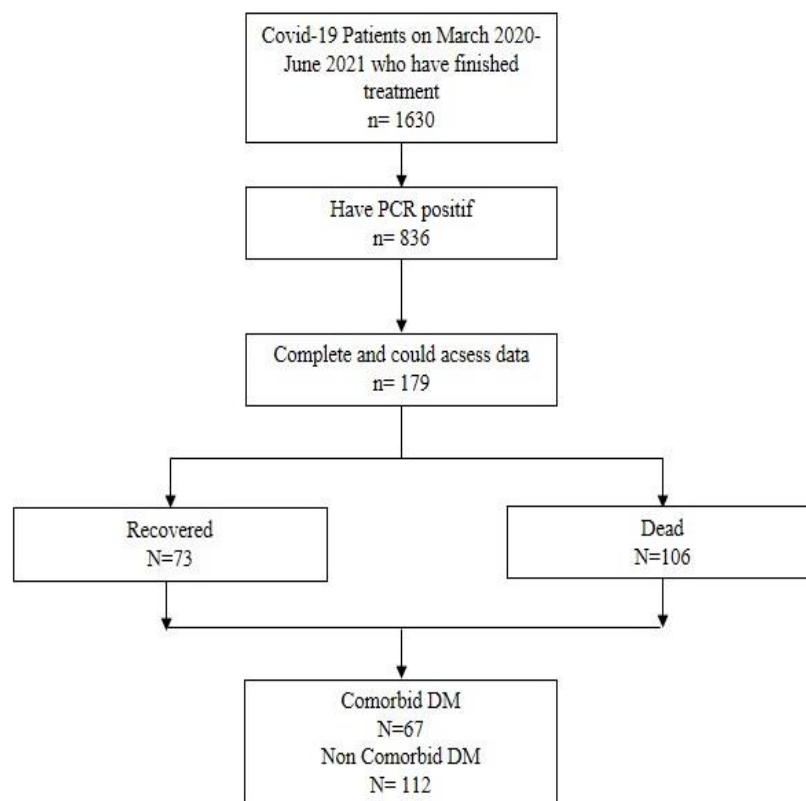 Covid-19 Patients on March 2020-
June 2021 who have finished
treatment
n= 1630
Have PCR positif
n= 836
Complete and could acsess data
n= 179
Recovered
N=73
Dead
N=106
Comorbid DM
N=67
Non Comorbid DM
N= 112